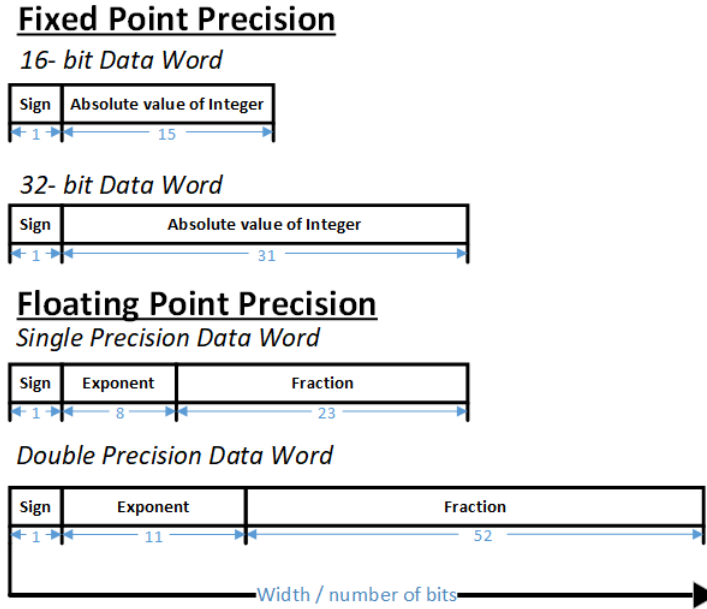 Fixed Point Precision
16- bit Data Word
Sign Absolute value of Integer
1 15
32- bit Data Word
Sign Absolute value of Integer
1 31
Floating Point Precision
Single Precision Data Word
Sign Exponent Fraction
1 8 23
Double Precision Data Word
Sign Exponent Fraction
1 11 52
Width / number of bits